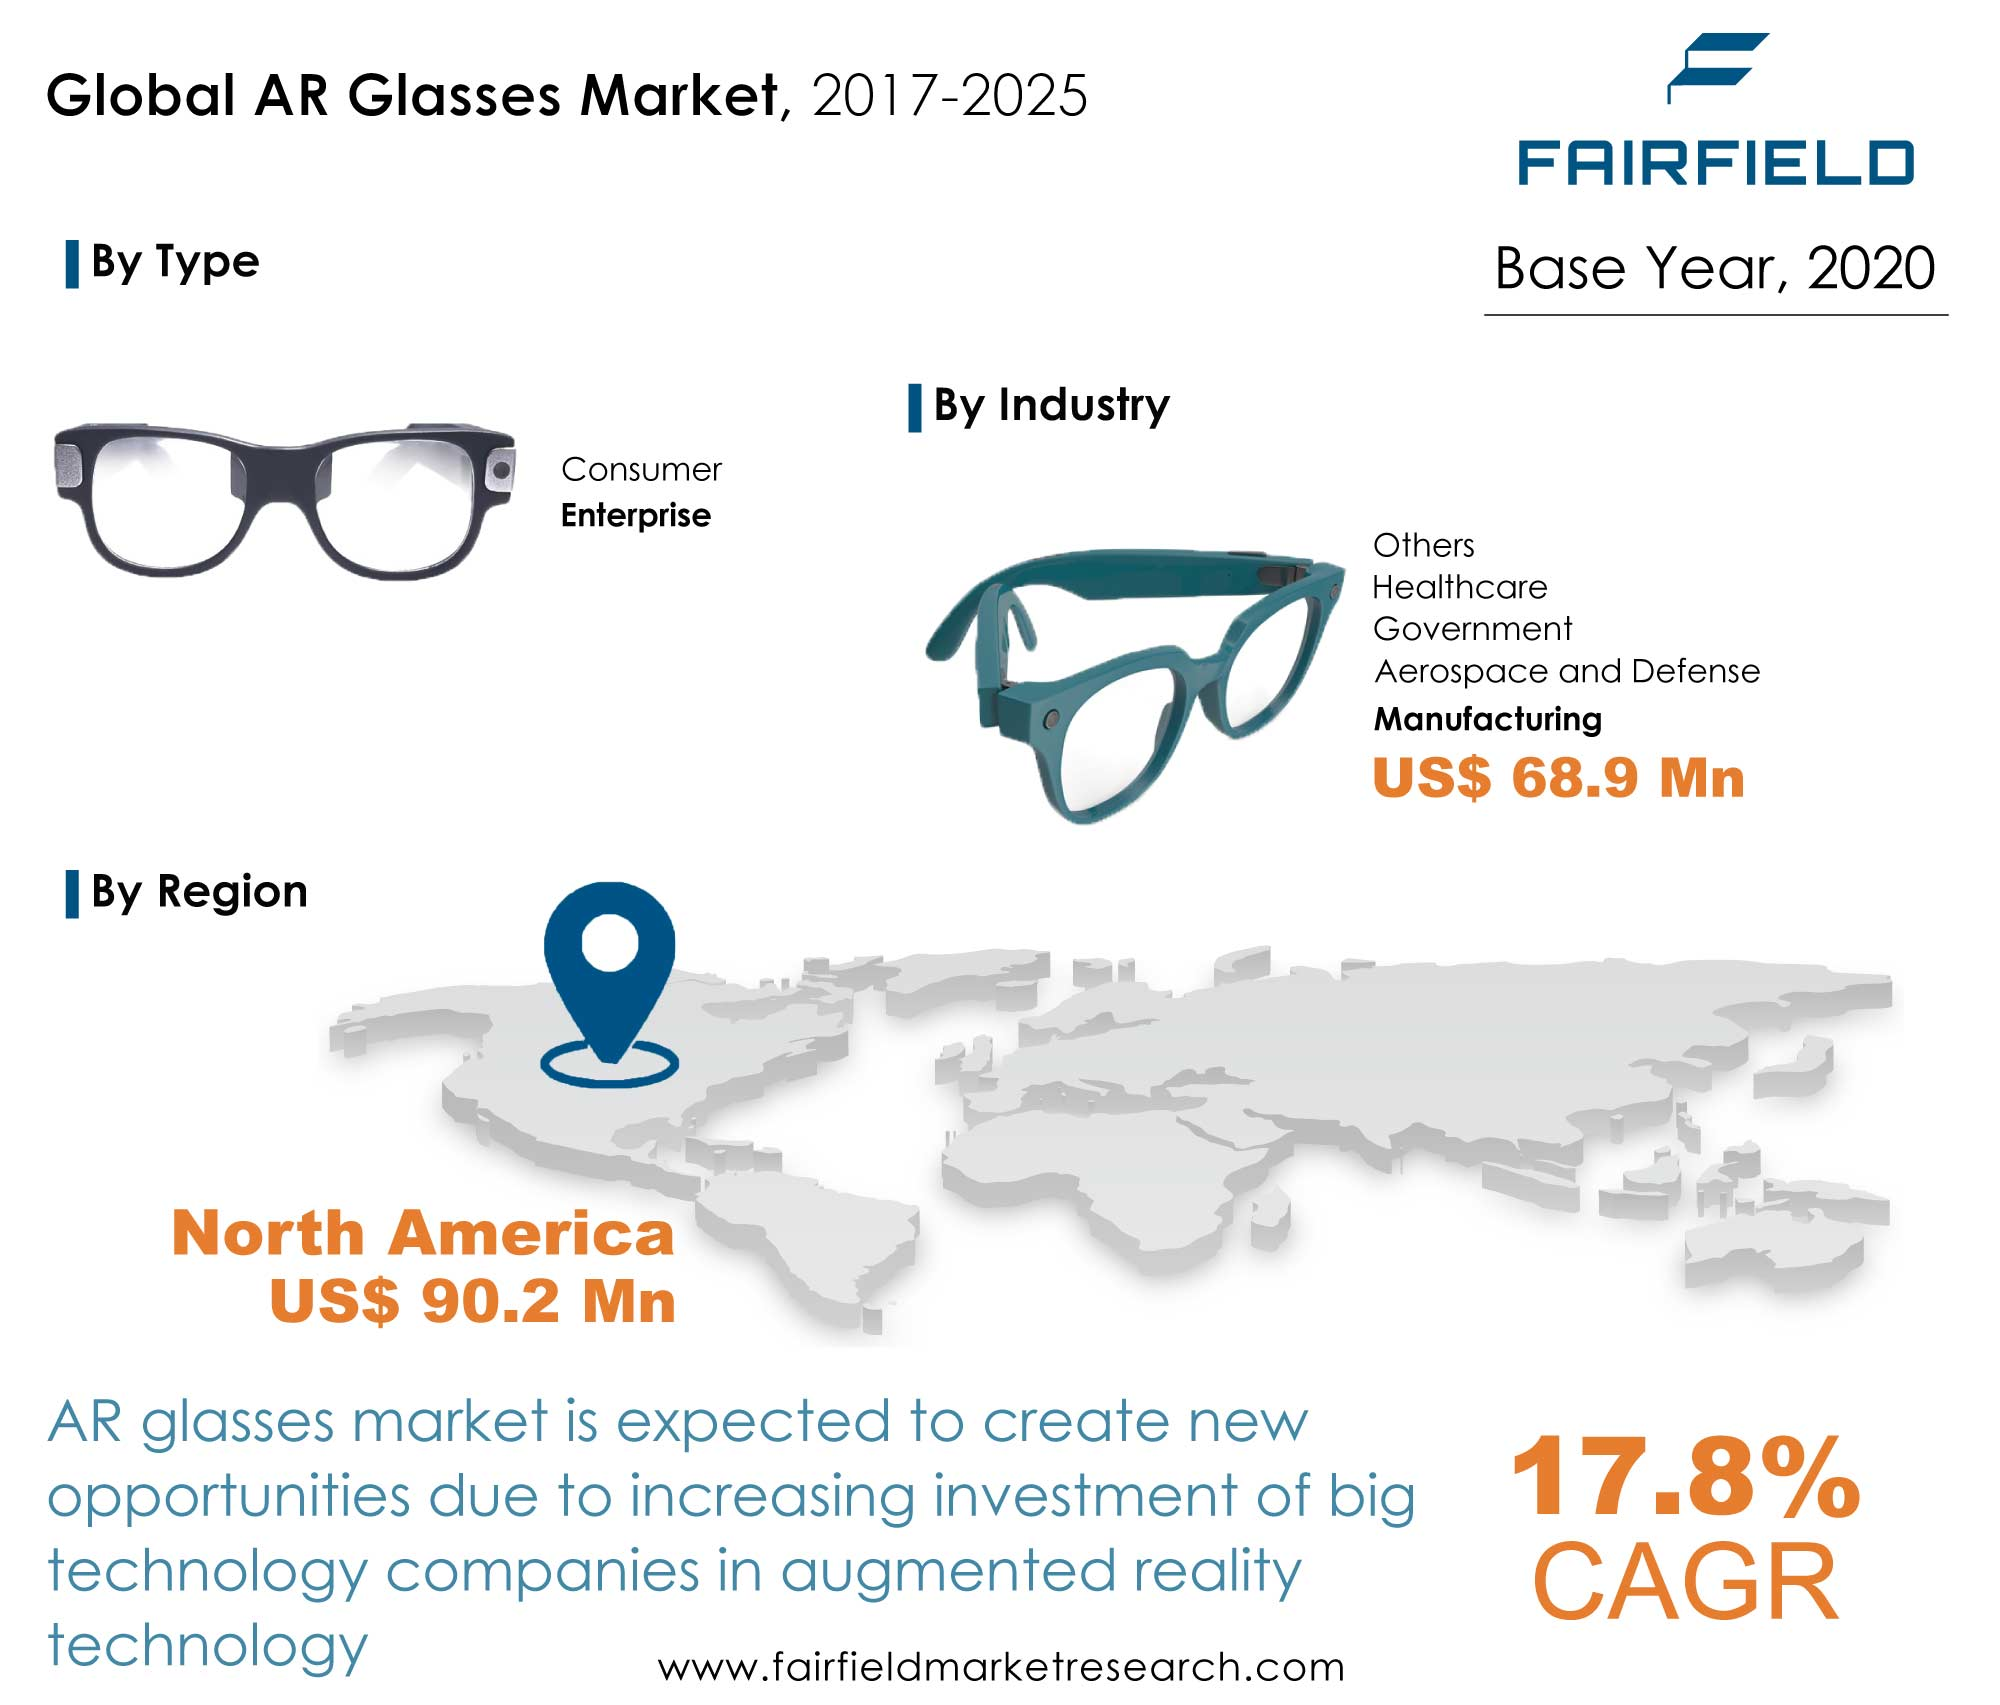 Global AR Glasses Market, 2017-2025
FAIRFIELD
Base Year, 2020
By Type
Consumer
Enterprise
By Industry
Others
Healthcare
Government
Aerospace and Defense
Manufacturing
US$ 68.9 Mn
By Region
North America
US$ 90.2 Mn
AR glasses market is expected to create new
opportunities due to increasing investment of big
technology companies in augmented reality
technology
17.8%
CAGR
www.fairfieldmarketresearch.com